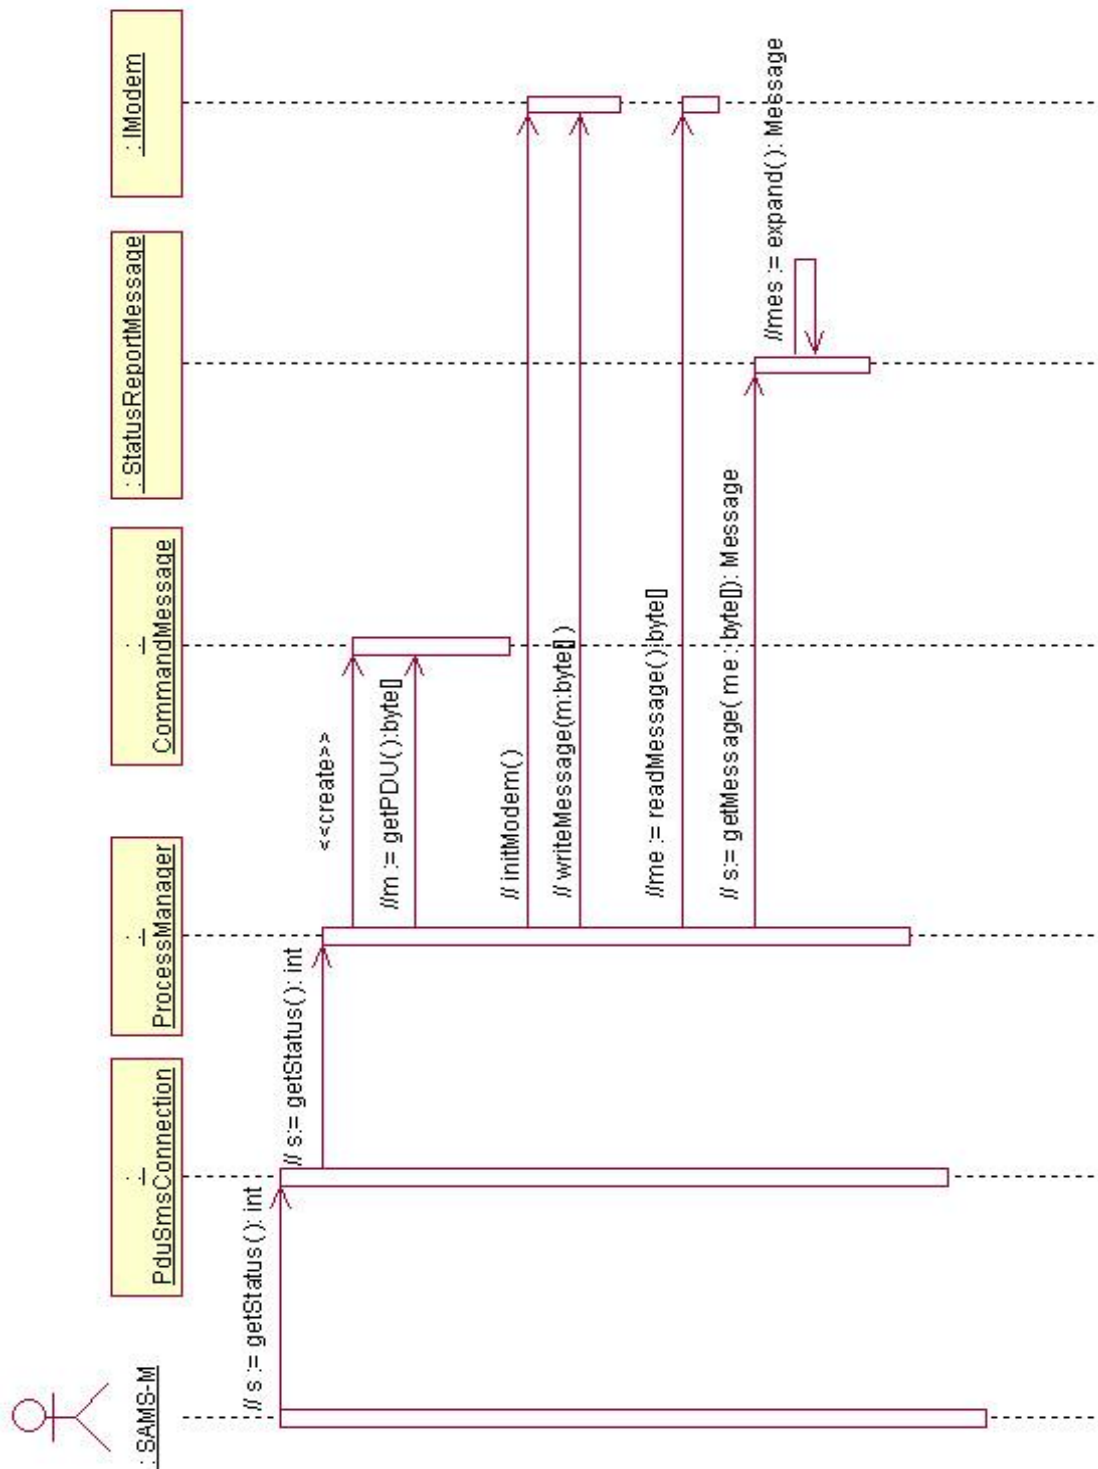 : SAMS-M
:
PduSmsConnection
:
ProcessManager
:
CommandMessage
: StatusReportMessage
: IModem
// s := getStatus( ): int
// s:= getStatus( ): int
<<create>>
//m := getPDU( ):byte[]
// initModem( )
// writeMessage(m:byte[] )
//me := readMessage( ):byte[]
// s:= getMessage( me : byte[]): Message
//mes := expand( ): Message